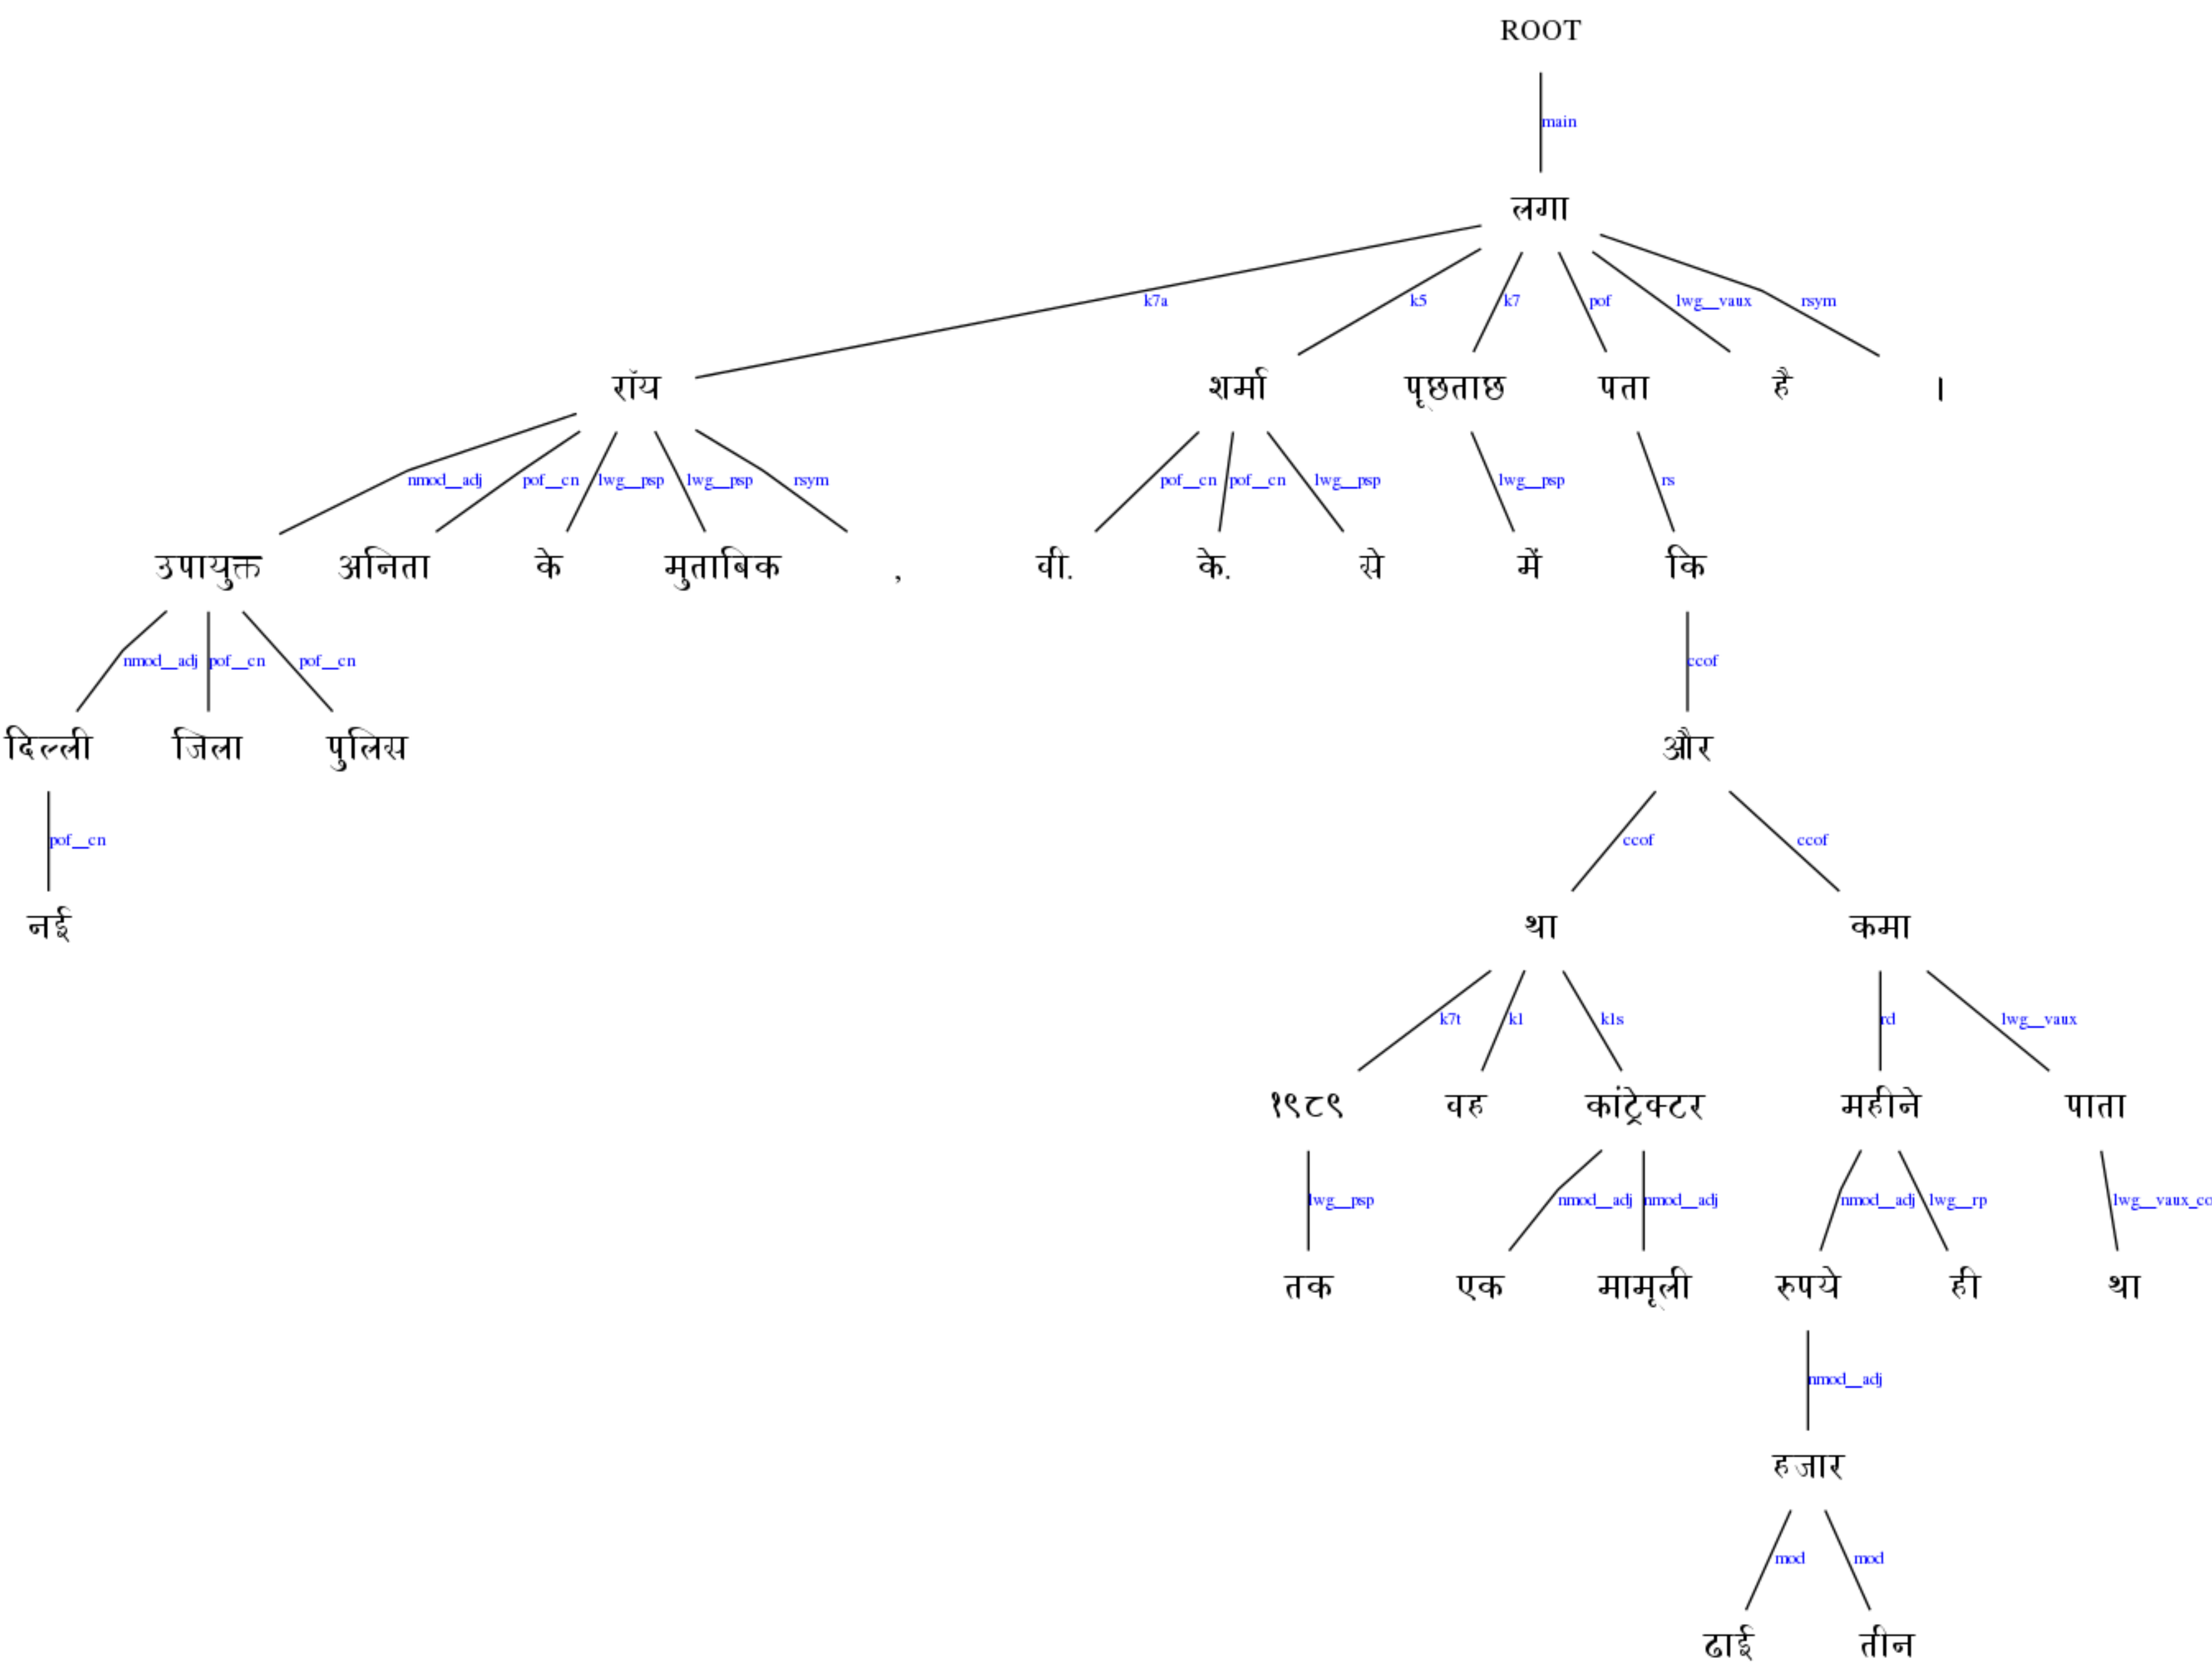 ROOT
main
लगा
k7a k5 k7 pof lwg__vaux rsym
रॉय शर्मा पूछताछ पता है ।
nmod__adj pof__cn lwg__psp lwg__psp rsym pof__cn pof__cn lwg__psp lwg__psp rs
उपायुक्त अनिता के मुताबिक , वी. के. से में कि
nmod__adj pof__cn pof__cn ccof
दिल्ली जिला पुलिस और
pof__cn ccof ccof
नई था कमा
k7t k1 k1s rd lwg__vaux
१९८९ वह कांट्रेक्टर महीने पाता
lwg__psp nmod__adj nmod__adj nmod__adj lwg__rp lwg__vaux_co
तक एक मामूली रुपये ही था
nmod__adj
हजार
mod mod
ढाई तीन